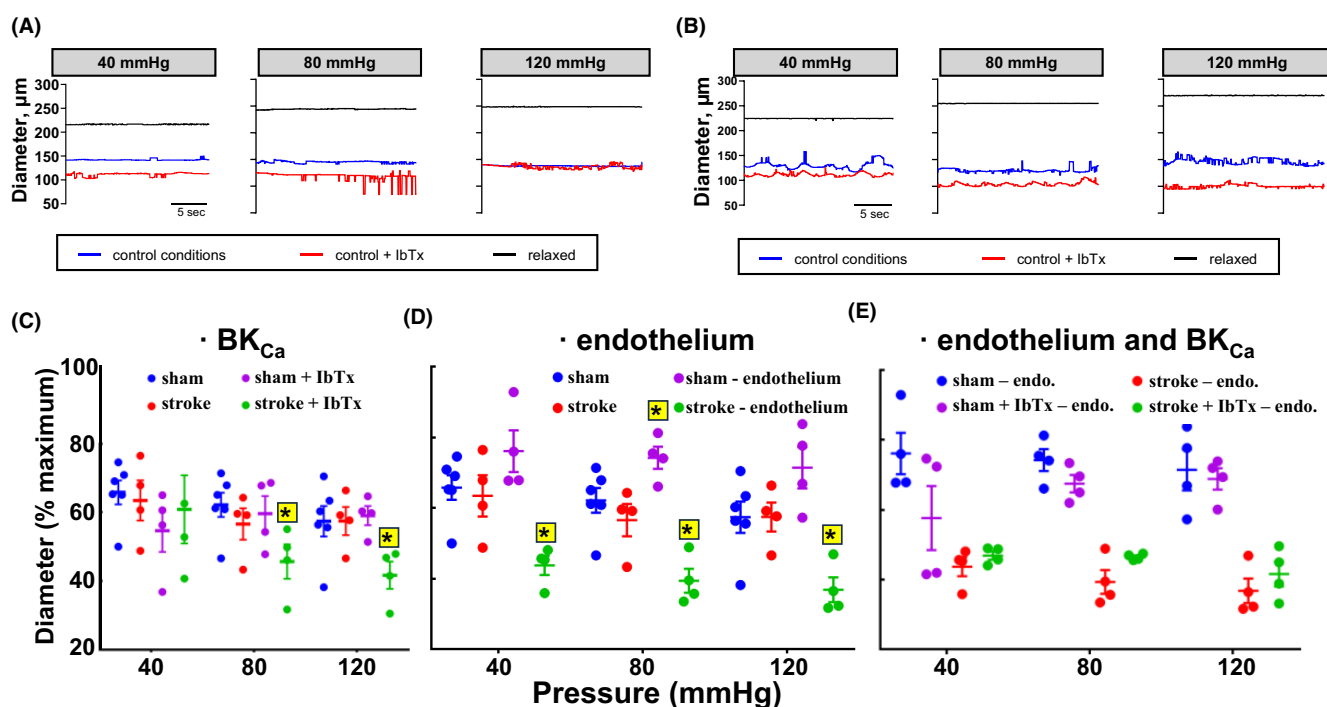 (A)
40 mmHg
80 mmHg
120 mmHg
Diameter, µm
300
250
200
150
100
50
5 sec
control conditions
control + IbTx
relaxed
(B)
40 mmHg
80 mmHg
120 mmHg
Diameter, µm
300
250
200
150
100
50
5 sec
control conditions
control + IbTx
relaxed
(C)
· BKCa
sham
sham + IbTx
stroke
stroke + IbTx
Diameter (% maximum)
100
80
60
40
20
*
*
40
80
120
(D)
· endothelium
sham
sham - endothelium
stroke
stroke - endothelium
*
*
*
*
40
80
120
Pressure (mmHg)
(E)
· endothelium and BKCa
sham – endo.
stroke – endo.
sham + IbTx – endo.
stroke + IbTx – endo.
40
80
120